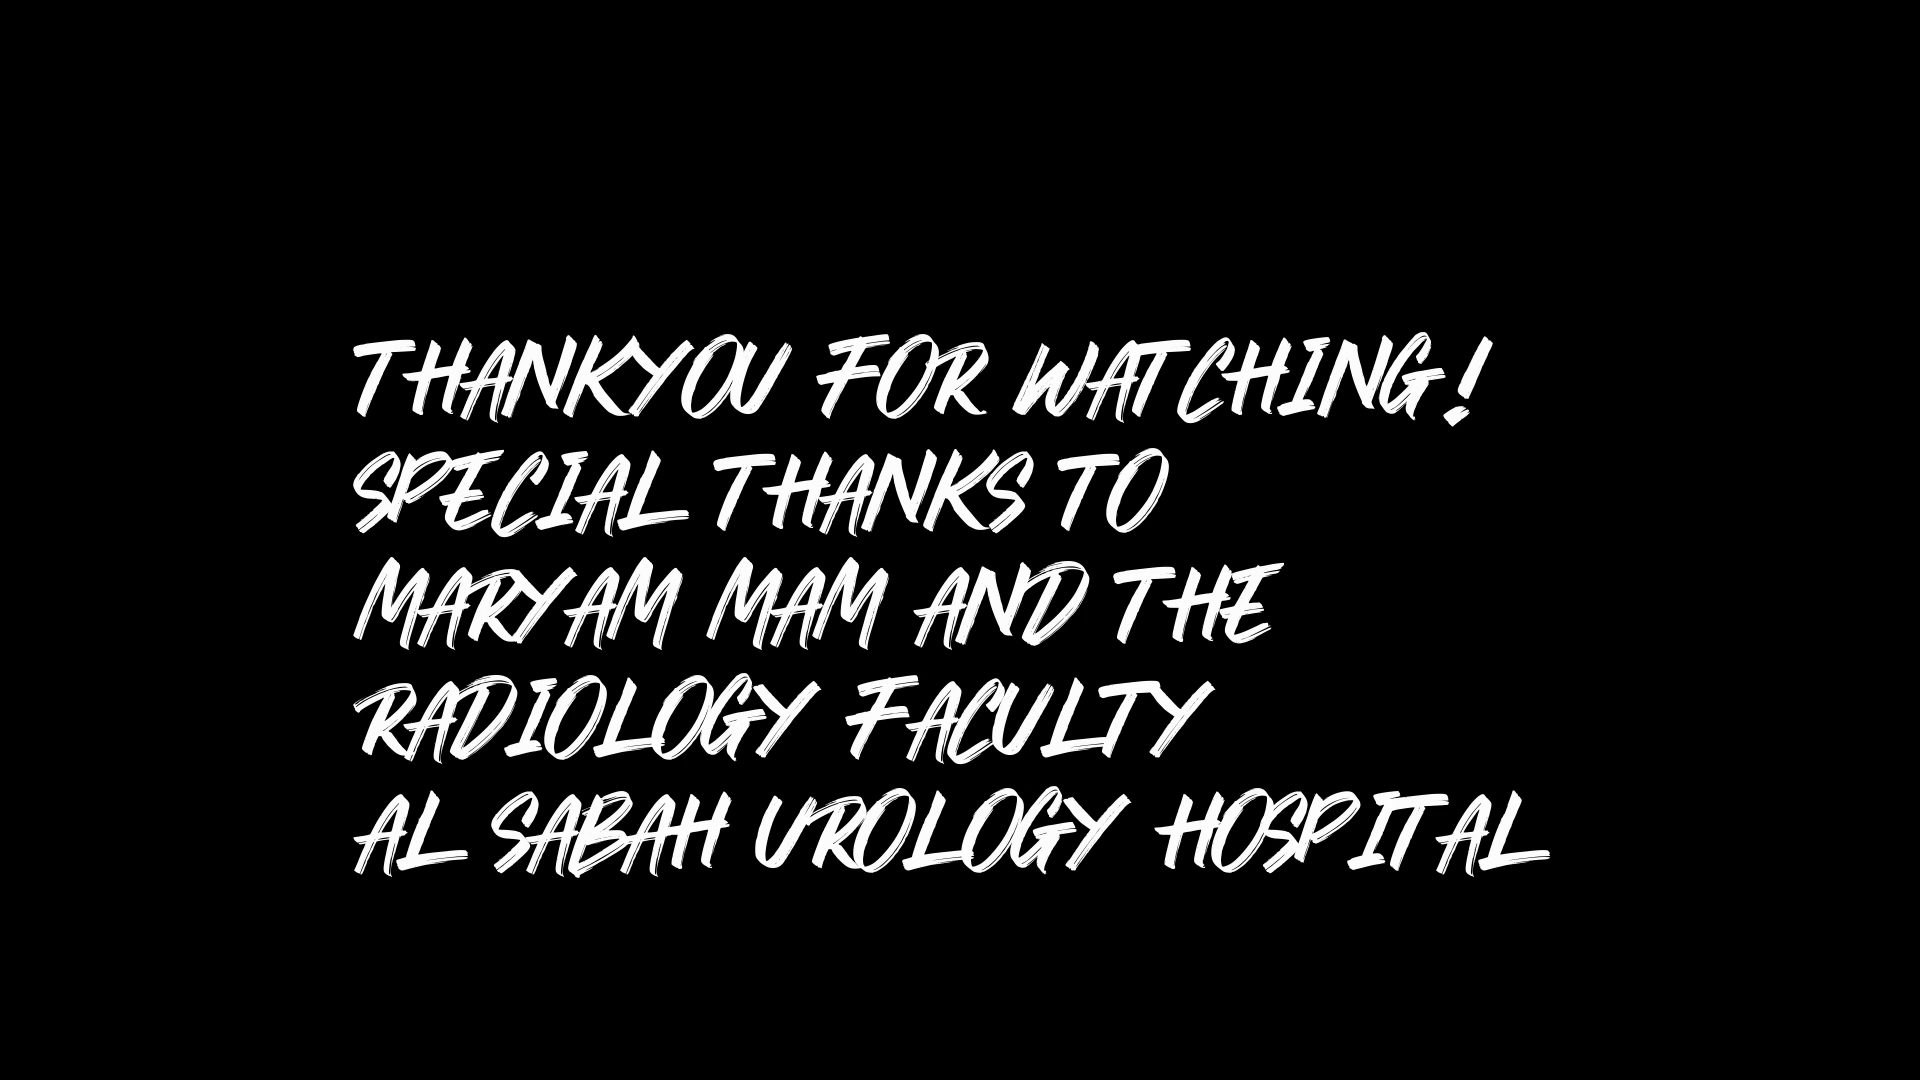 THANKYOU FOR WATCHING!
SPECIAL THANKS TO
MARYAM MAM AND THE
RADIOLOGY FACULTY
AL SABAH UROLOGY HOSPITAL